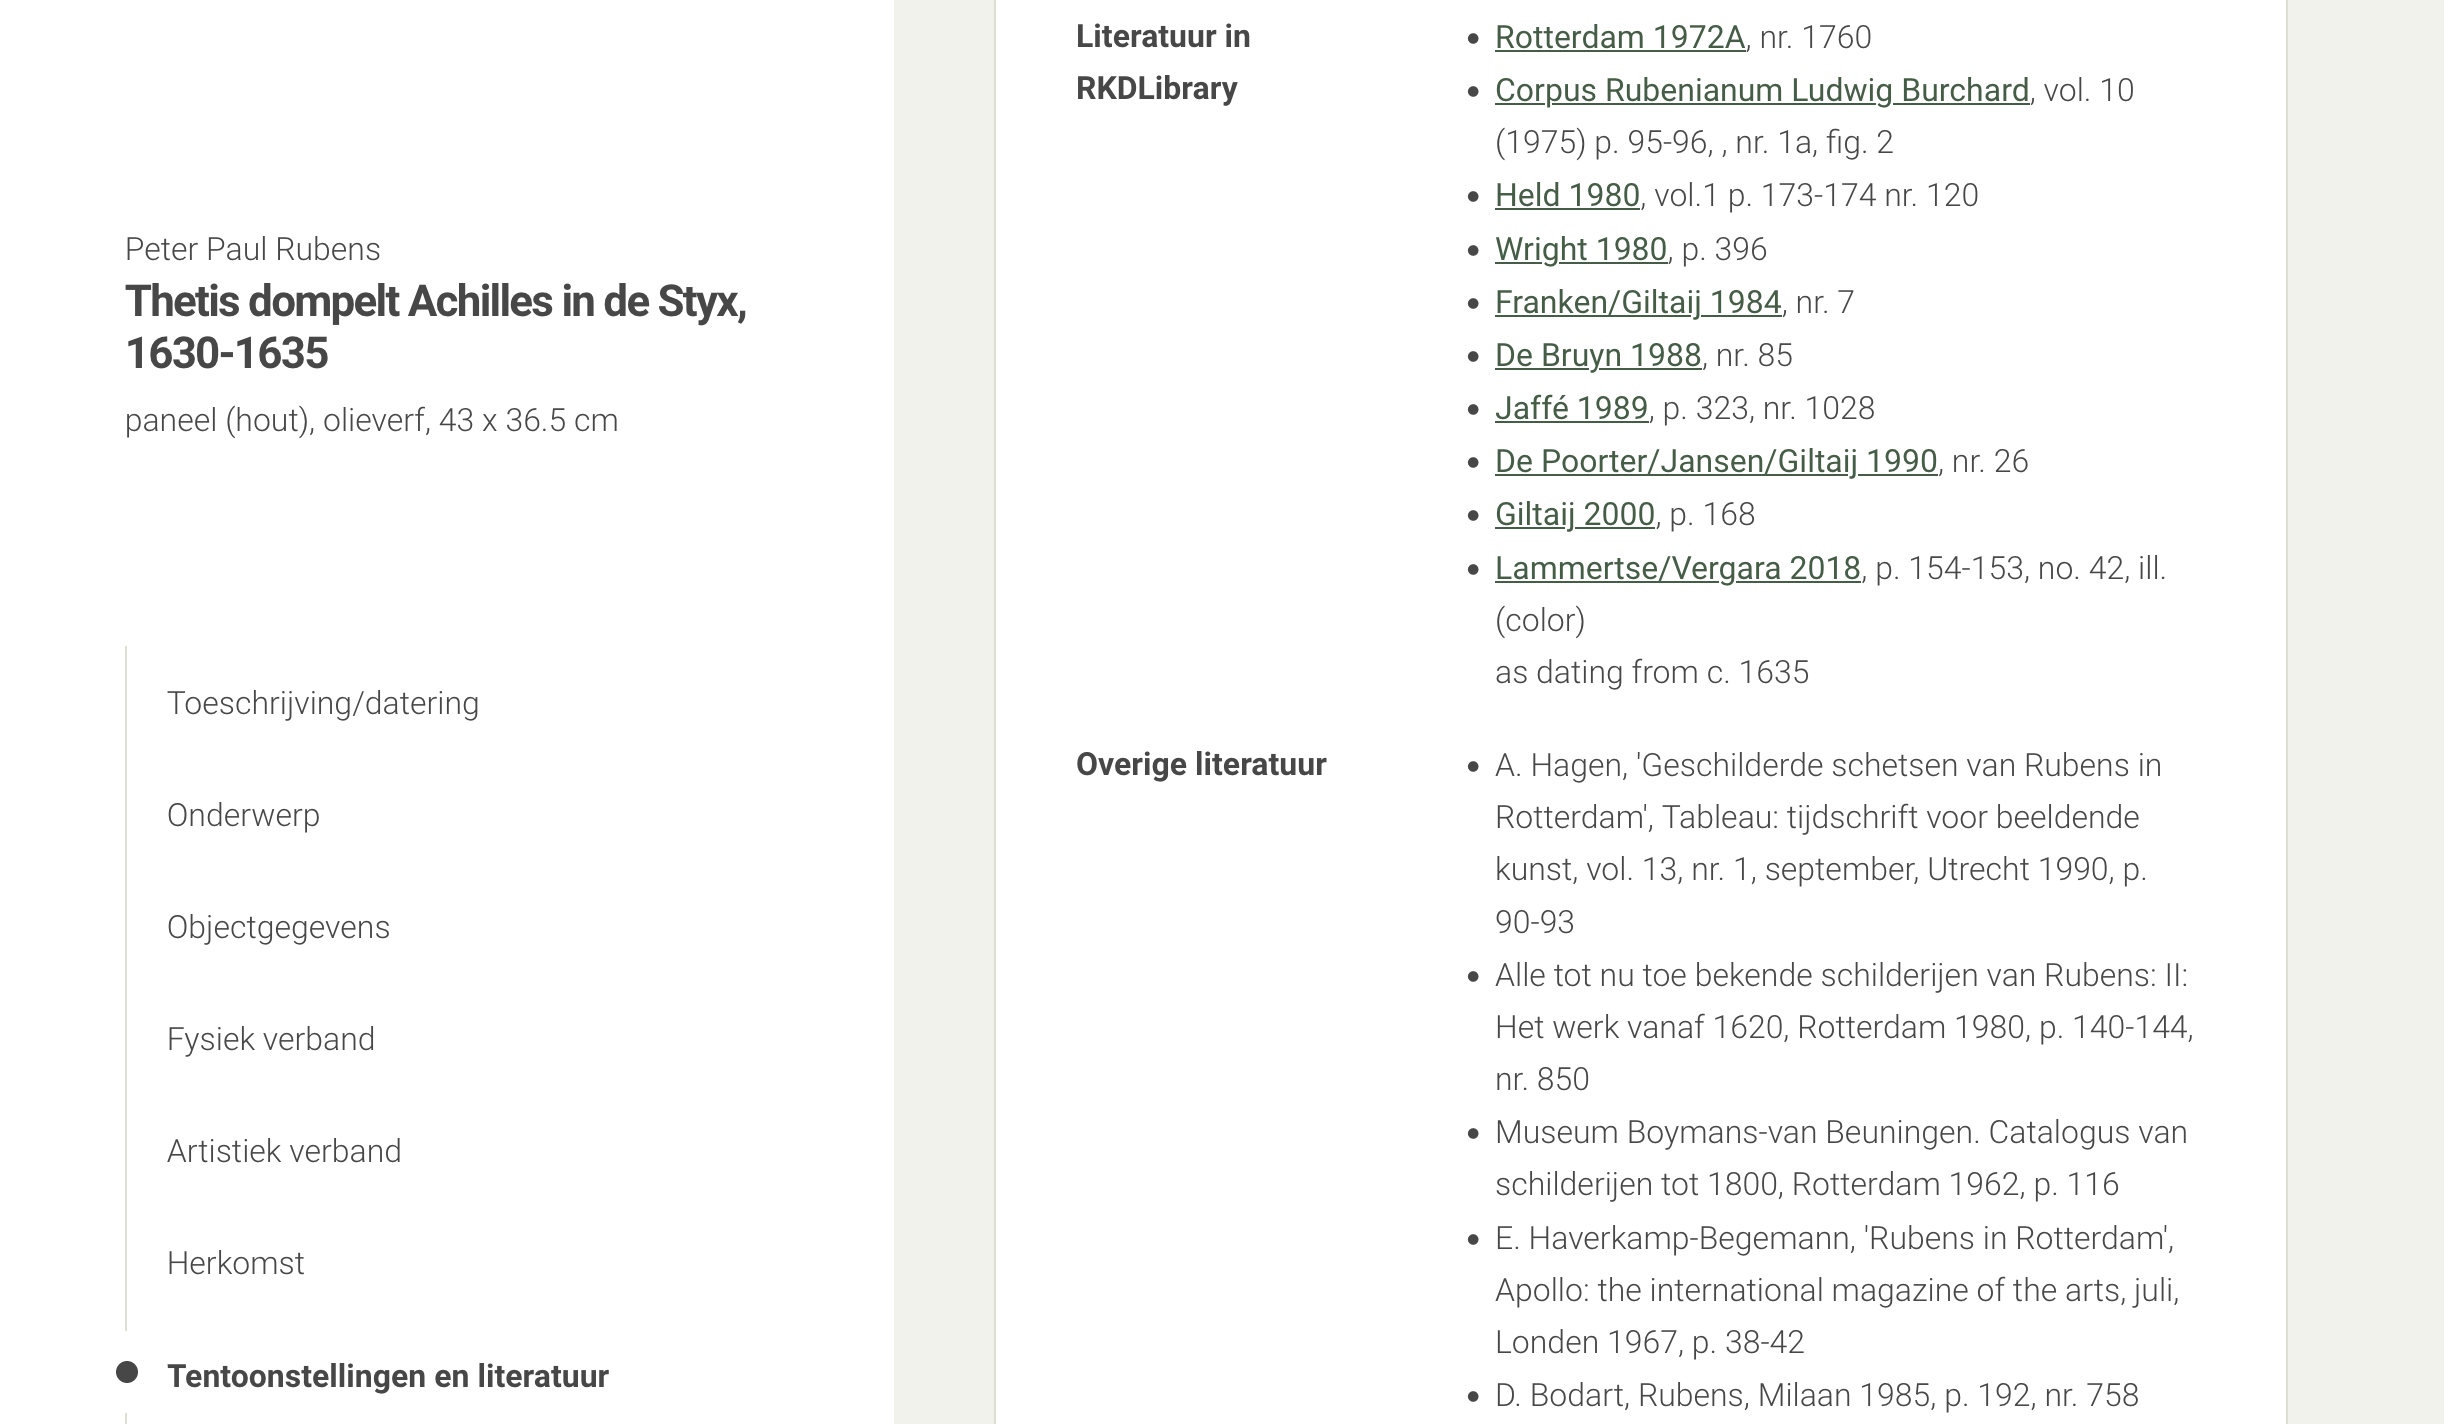 Peter Paul Rubens
Thetis dompelt Achilles in de Styx,
1630-1635
paneel (hout), olieverf, 43 x 36.5 cm
Toeschrijving/datering
Onderwerp
Objectgegevens
Fysiek verband
Artistiek verband
Herkomst
Tentoonstellingen en literatuur
Literatuur in
RKDLibrary
• Rotterdam 1972A, nr. 1760
• Corpus Rubenianum Ludwig Burchard, vol. 10
(1975) p. 95-96, , nr. 1a, fig. 2
• Held 1980, vol.1 p. 173-174 nr. 120
• Wright 1980, p. 396
• Franken/Giltaij 1984, nr. 7
• De Bruyn 1988, nr. 85
• Jaffé 1989, p. 323, nr. 1028
• De Poorter/Jansen/Giltaij 1990, nr. 26
• Giltaij 2000, p. 168
• Lammertse/Vergara 2018, p. 154-153, no. 42, ill.
(color)
as dating from c. 1635
Overige literatuur
• A. Hagen, 'Geschilderde schetsen van Rubens in
Rotterdam', Tableau: tijdschrift voor beeldende
kunst, vol. 13, nr. 1, september, Utrecht 1990, p.
90-93
• Alle tot nu toe bekende schilderijen van Rubens: II:
Het werk vanaf 1620, Rotterdam 1980, p. 140-144,
nr. 850
• Museum Boymans-van Beuningen. Catalogus van
schilderijen tot 1800, Rotterdam 1962, p. 116
• E. Haverkamp-Begemann, 'Rubens in Rotterdam',
Apollo: the international magazine of the arts, juli,
Londen 1967, p. 38-42
• D. Bodart, Rubens, Milaan 1985, p. 192, nr. 758